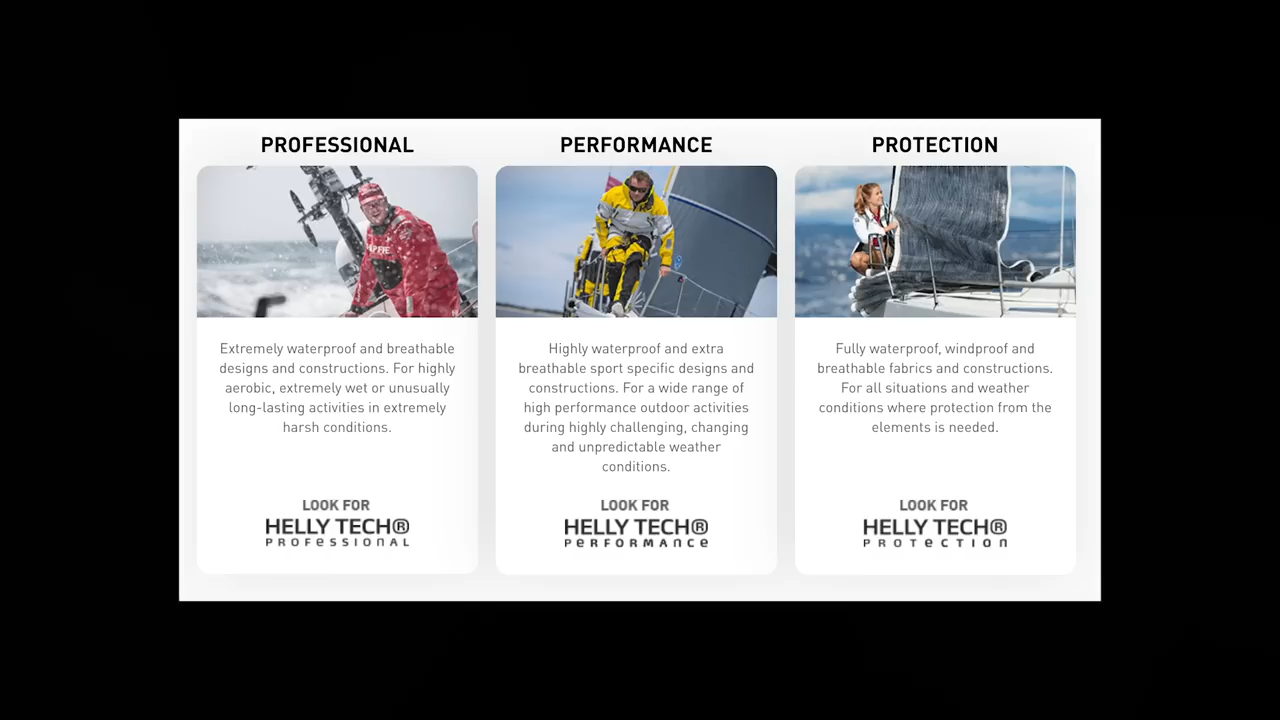 PROFESSIONAL
Extremely waterproof and breathable
designs and constructions. For highly
aerobic, extremely wet or unusually
long-lasting activities in extremely
harsh conditions.
LOOK FOR
HELLY TECH®
PROFESSIONAL
PERFORMANCE
Highly waterproof and extra
breathable sport specific designs and
constructions. For a wide range of
high performance outdoor activities
during highly challenging, changing
and unpredictable weather
conditions.
LOOK FOR
HELLY TECH®
PERFORMANCE
PROTECTION
Fully waterproof, windproof and
breathable fabrics and constructions.
For all situations and weather
conditions where protection from the
elements is needed.
LOOK FOR
HELLY TECH®
PROTECTION